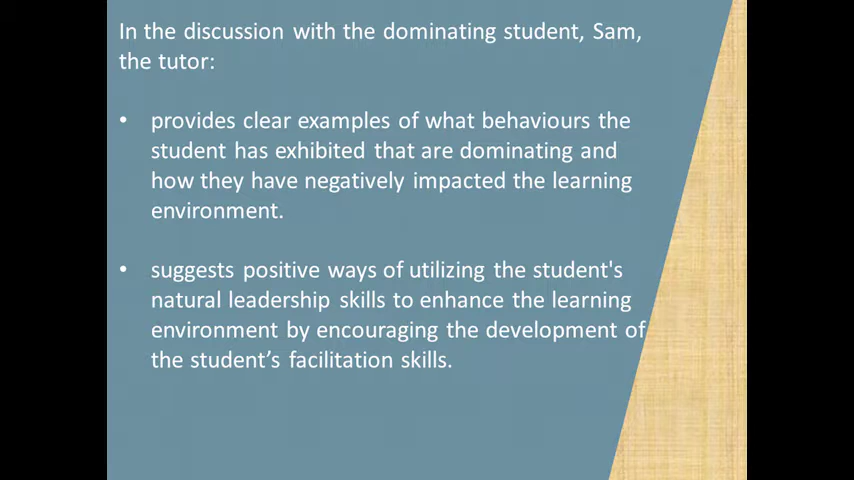 In the discussion with the dominating student, Sam,
the tutor:
• provides clear examples of what behaviours the
student has exhibited that are dominating and
how they have negatively impacted the learning
environment.
• suggests positive ways of utilizing the student's
natural leadership skills to enhance the learning
environment by encouraging the development of
the student’s facilitation skills.